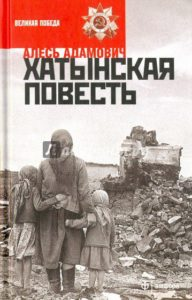 ВЕЛИКАЯ ПОБЕДА
АЛЕСЬ АДАМОВИЧ
ХАТЫНСКАЯ
ПОВЕСТЬ